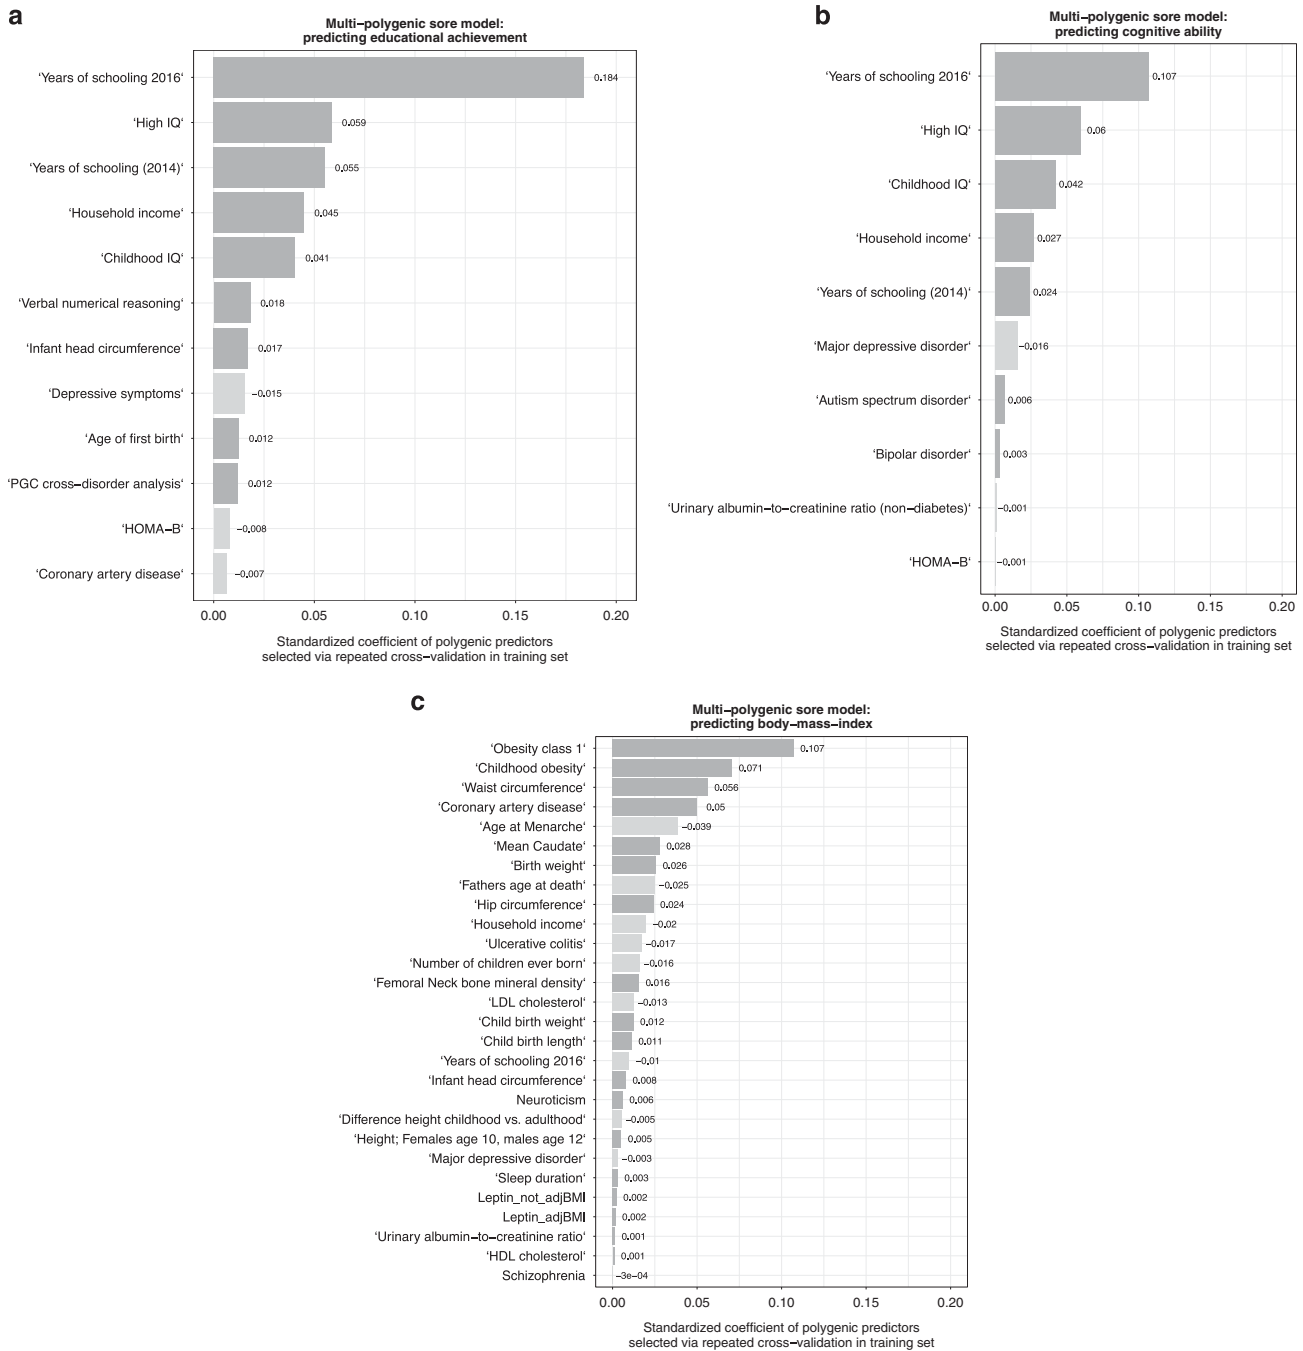 a
Multi–polygenic sore model:
predicting educational achievement
‘Years of schooling 2016‘ 0.184
‘High IQ‘ 0.059
‘Years of schooling (2014)‘ 0.055
‘Household income‘ 0.045
‘Childhood IQ‘ 0.041
‘Verbal numerical reasoning‘ 0.018
‘Infant head circumference‘ 0.017
‘Depressive symptoms‘ −0.015
‘Age of first birth‘ 0.012
‘PGC cross–disorder analysis‘ 0.012
‘HOMA–B‘ −0.008
‘Coronary artery disease‘ −0.007
0.00 0.05 0.10 0.15 0.20
Standardized coefficient of polygenic predictors
selected via repeated cross–validation in training set
b
Multi–polygenic sore model:
predicting cognitive ability
‘Years of schooling 2016‘ 0.107
‘High IQ‘ 0.06
‘Childhood IQ‘ 0.042
‘Household income‘ 0.027
‘Years of schooling (2014)‘ 0.024
‘Major depressive disorder‘ −0.016
‘Autism spectrum disorder‘ 0.006
‘Bipolar disorder‘ 0.003
‘Urinary albumin–to–creatinine ratio (non–diabetes)‘ −0.001
‘HOMA–B‘ −0.001
0.00 0.05 0.10 0.15 0.20
Standardized coefficient of polygenic predictors
selected via repeated cross–validation in training set
c
Multi–polygenic sore model:
predicting body–mass–index
‘Obesity class 1‘ 0.107
‘Childhood obesity‘ 0.071
‘Waist circumference‘ 0.056
‘Coronary artery disease‘ 0.05
‘Age at Menarche‘ −0.039
‘Mean Caudate‘ 0.028
‘Birth weight‘ 0.026
‘Fathers age at death‘ −0.025
‘Hip circumference‘ 0.024
‘Household income‘ −0.02
‘Ulcerative colitis‘ −0.017
‘Number of children ever born‘ −0.016
‘Femoral Neck bone mineral density‘ 0.016
‘LDL cholesterol‘ −0.013
‘Child birth weight‘ 0.012
‘Child birth length‘ 0.011
‘Years of schooling 2016‘ −0.01
‘Infant head circumference‘ 0.008
Neuroticism 0.006
‘Difference height childhood vs. adulthood‘ −0.005
‘Height; Females age 10, males age 12‘ 0.005
‘Major depressive disorder‘ −0.003
‘Sleep duration‘ 0.003
Leptin_not_adjBMI 0.002
Leptin_adjBMI 0.002
‘Urinary albumin–to–creatinine ratio‘ 0.001
‘HDL cholesterol‘ 0.001
Schizophrenia −3e−04
0.00 0.05 0.10 0.15 0.20
Standardized coefficient of polygenic predictors
selected via repeated cross–validation in training set